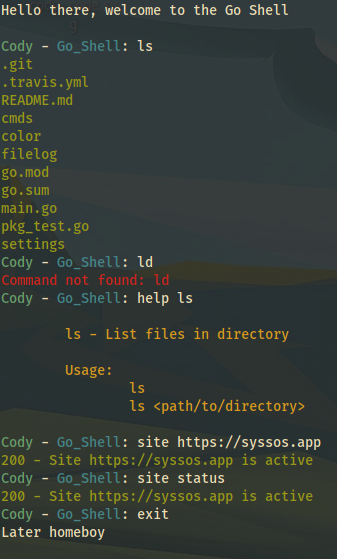 Hello there, welcome to the Go Shell
Cody - Go_Shell: ls
.git
.travis.yml
README.md
cmds
color
filelog
go.mod
go.sum
main.go
pkg_test.go
settings
Cody - Go_Shell: ld
Command not found: ld
Cody - Go_Shell: help ls
ls - List files in directory
Usage:
ls
ls <path/to/directory>
Cody - Go_Shell: site https://syssos.app
200 - Site https://syssos.app is active
Cody - Go_Shell: site status
200 - Site https://syssos.app is active
Cody - Go_Shell: exit
Later homeboy